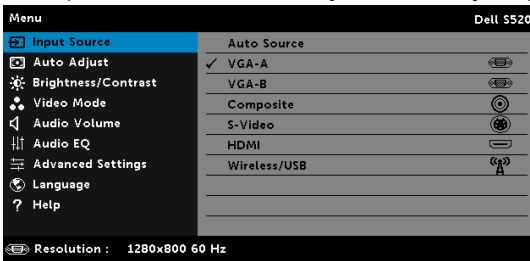 Menu Dell S520
Input Source
Auto Adjust
Brightness/Contrast
Video Mode
Audio Volume
Audio EQ
Advanced Settings
Language
? Help
Auto Source
✓ VGA-A
VGA-B
Composite
S-Video
HDMI
Wireless/USB
Resolution : 1280x800 60 Hz